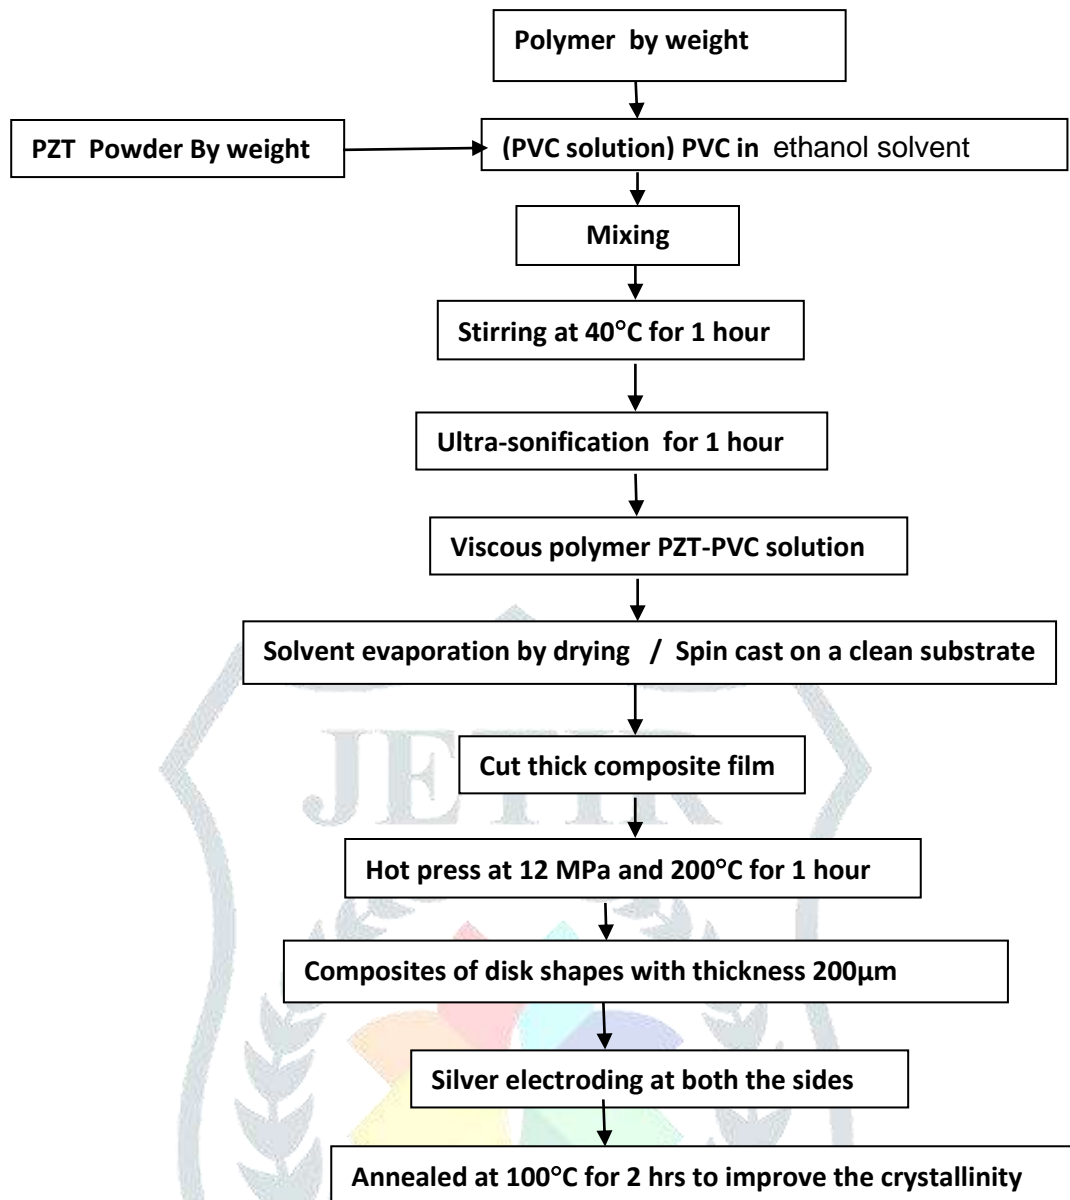 Polymer by weight
PZT Powder By weight
(PVC solution) PVC in ethanol solvent
Mixing
Stirring at 40°C for 1 hour
Ultra-sonification for 1 hour
Viscous polymer PZT-PVC solution
Solvent evaporation by drying / Spin cast on a clean substrate
Cut thick composite film
JETIR
Hot press at 12 MPa and 200°C for 1 hour
Composites of disk shapes with thickness 200µm
Silver electroding at both the sides
Annealed at 100°C for 2 hrs to improve the crystallinity